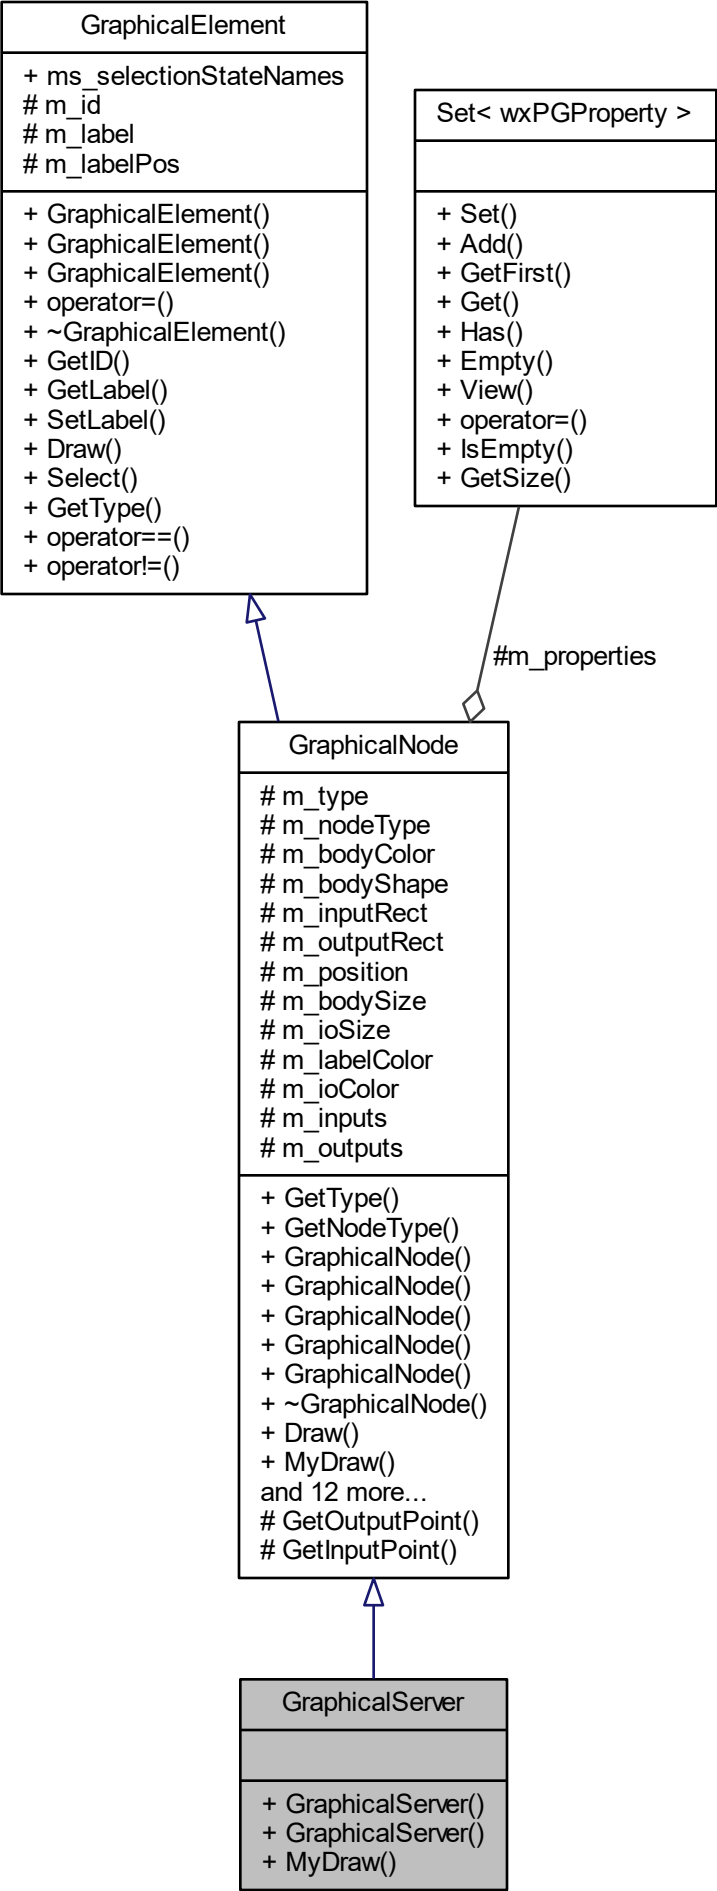 GraphicalElement
+ ms_selectionStateNames
# m_id
# m_label
# m_labelPos
+ GraphicalElement()
+ GraphicalElement()
+ GraphicalElement()
+ operator=()
+ ~GraphicalElement()
+ GetID()
+ GetLabel()
+ SetLabel()
+ Draw()
+ Select()
+ GetType()
+ operator==()
+ operator!=()
Set< wxPGProperty >
+ Set()
+ Add()
+ GetFirst()
+ Get()
+ Has()
+ Empty()
+ View()
+ operator=()
+ IsEmpty()
+ GetSize()
#m_properties
GraphicalNode
# m_type
# m_nodeType
# m_bodyColor
# m_bodyShape
# m_inputRect
# m_outputRect
# m_position
# m_bodySize
# m_ioSize
# m_labelColor
# m_ioColor
# m_inputs
# m_outputs
+ GetType()
+ GetNodeType()
+ GraphicalNode()
+ GraphicalNode()
+ GraphicalNode()
+ GraphicalNode()
+ GraphicalNode()
+ ~GraphicalNode()
+ Draw()
+ MyDraw()
and 12 more...
# GetOutputPoint()
# GetInputPoint()
GraphicalServer
+ GraphicalServer()
+ GraphicalServer()
+ MyDraw()